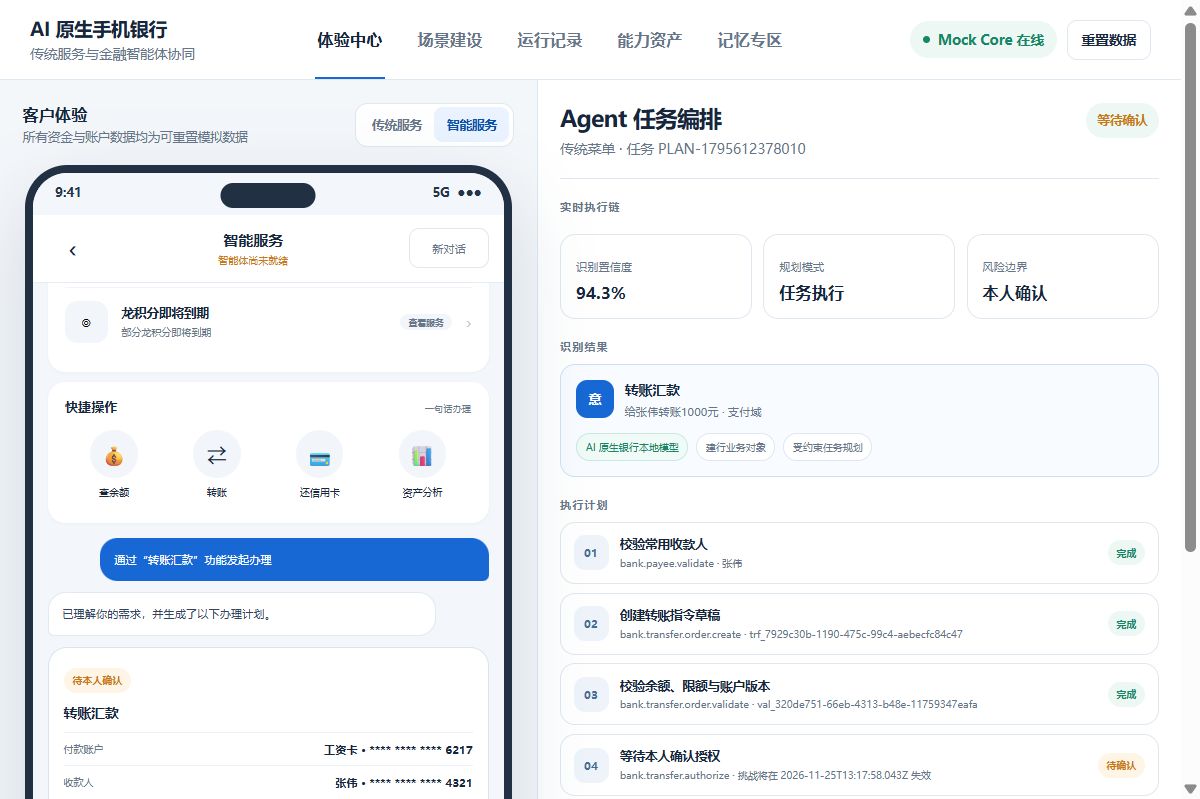 AI 原生手机银行
传统服务与金融智能体协同
体验中心
场景建设
运行记录
能力资产
记忆专区
Mock Core 在线
重置数据
客户体验
所有资金与账户数据均为可重置模拟数据
传统服务
智能服务
9:41
5G
智能服务
智能体尚未就绪
新对话
龙积分即将到期
部分龙积分即将到期
查看服务
快捷操作
一句话办理
查余额
转账
还信用卡
资产分析
通过“转账汇款”功能发起办理
已理解你的需求，并生成了以下办理计划。
待本人确认
转账汇款
付款账户
工资卡 • **** **** **** 6217
收款人
张伟 • **** **** **** 4321
Agent 任务编排
传统菜单 · 任务 PLAN-1795612378010
等待确认
实时执行链
识别置信度
94.3%
规划模式
任务执行
风险边界
本人确认
识别结果
意
转账汇款
给张伟转账1000元 · 支付域
AI 原生银行本地模型
建行业务对象
受约束任务规划
执行计划
01
校验常用收款人
bank.payee.validate · 张伟
完成
02
创建转账指令草稿
bank.transfer.order.create · trf_7929c30b-1190-475c-99c4-aebecfc84c47
完成
03
校验余额、限额与账户版本
bank.transfer.order.validate · val_320de751-66eb-4313-b48e-11759347eafa
完成
04
等待本人确认授权
bank.transfer.authorize · 挑战将在 2026-11-25T13:17:58.043Z 失效
待确认